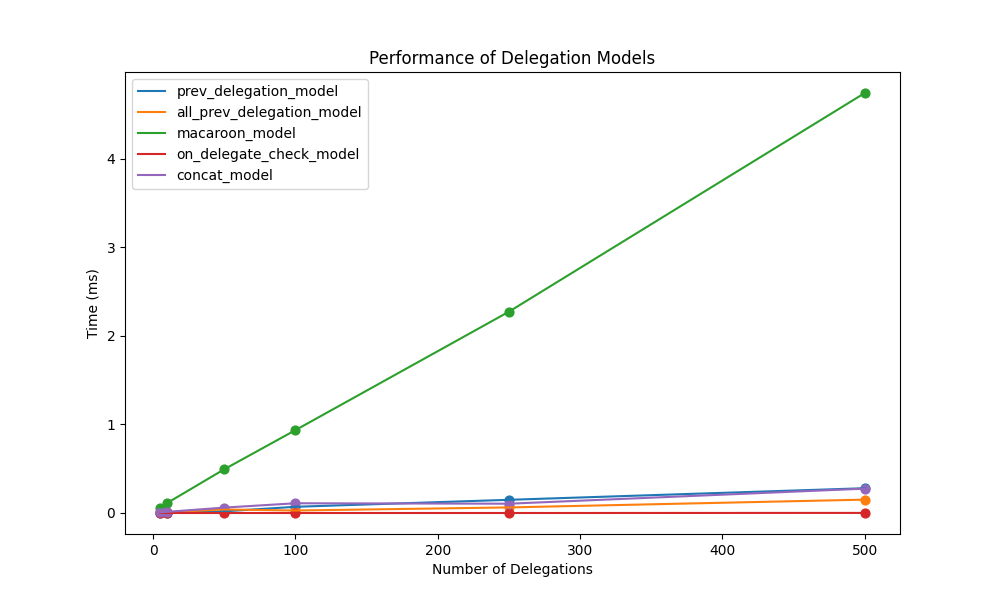 Performance of Delegation Models
prev_delegation_model
all_prev_delegation_model
macaroon_model
on_delegate_check_model
concat_model
4
3
2
1
0
Time (ms)
0 100 200 300 400 500
Number of Delegations